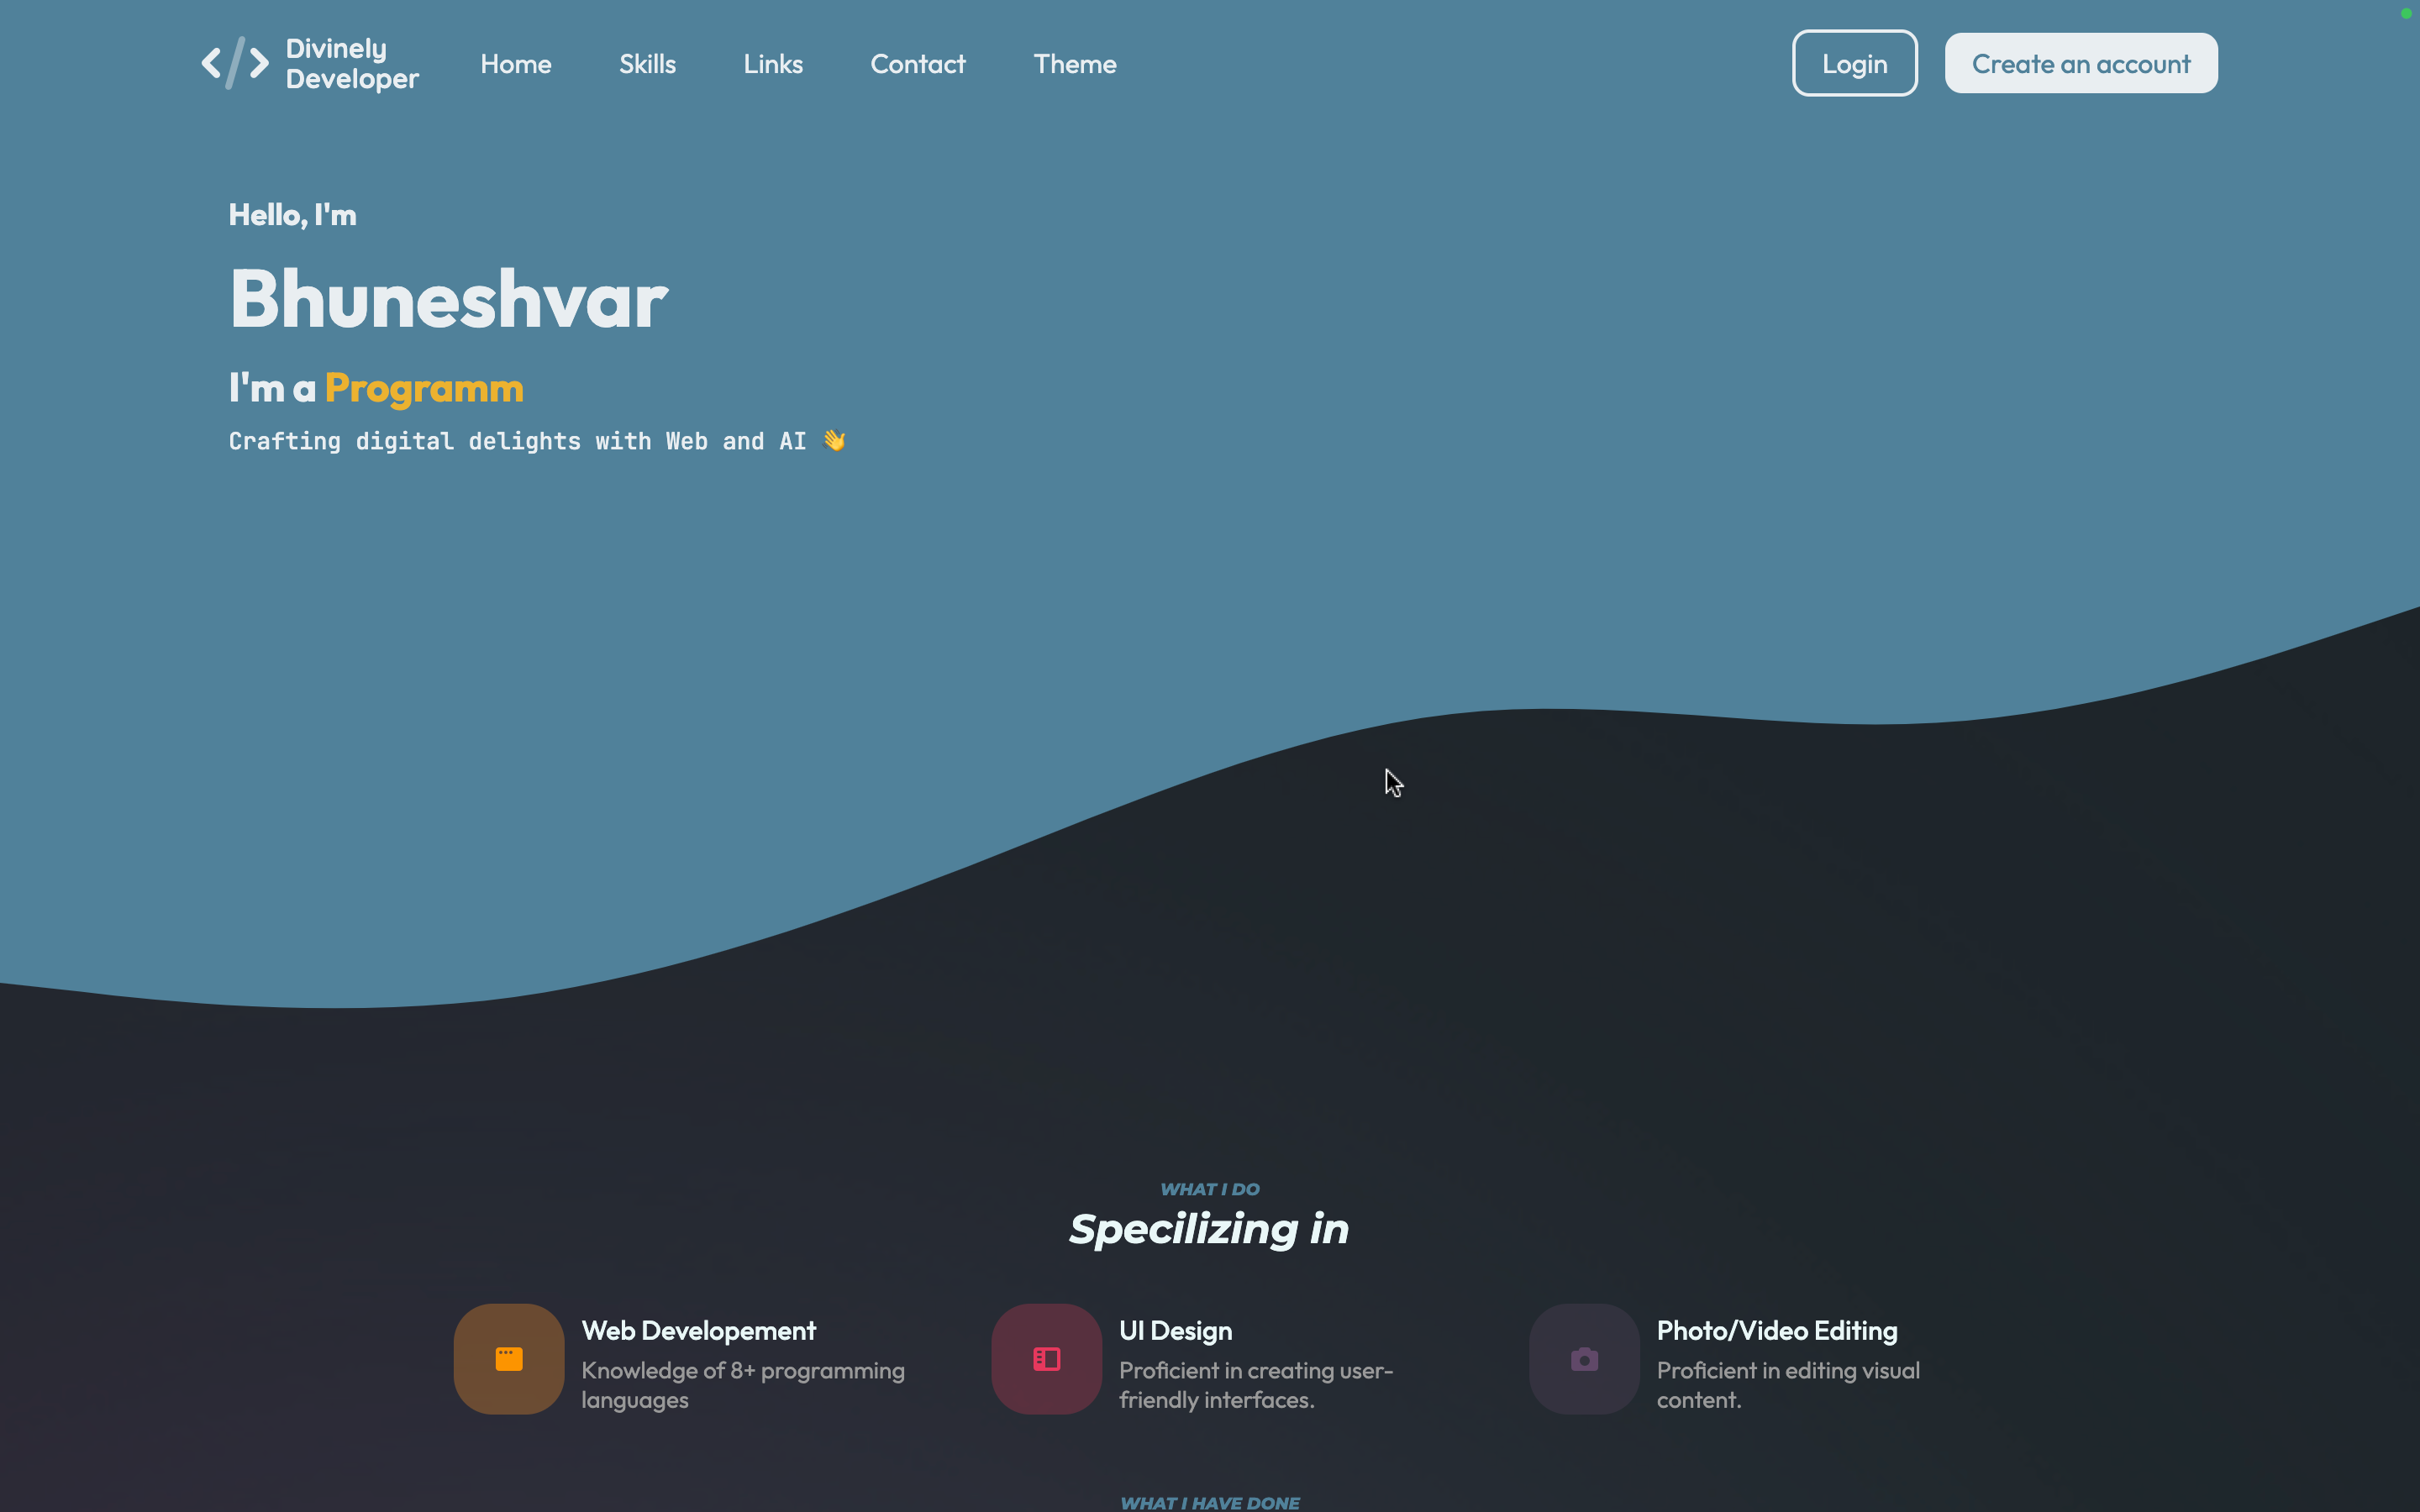 Divinely
Developer
Home
Skills
Links
Contact
Theme
Login
Create an account
Hello, I'm
Bhuneshvar
I'm a Programm
Crafting digital delights with Web and AI 👋
WHAT I DO
Specilizing in
Web Developement
Knowledge of 8+ programming
languages
UI Design
Proficient in creating user-
friendly interfaces.
Photo/Video Editing
Proficient in editing visual
content.
WHAT I HAVE DONE